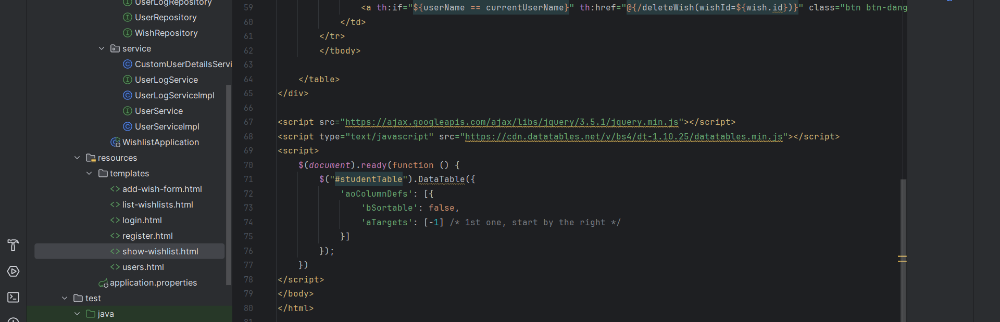 UserLogRepository
UserRepository
WishRepository
service
CustomUserDetailsServi
UserLogService
UserLogServiceImpl
UserService
UserServiceImpl
WishlistApplication
resources
templates
add-wish-form.html
list-wishlists.html
login.html
register.html
show-wishlist.html
users.html
application.properties
test
java
59 <a th:if="${userName == currentUserName}" th:href="@{/deleteWish(wishId=${wish.id})}" class="btn btn-dang
60 </td>
61 </tr>
62 </tbody>
63
64 </table>
65 </div>
66
67 <script src="https://ajax.googleapis.com/ajax/libs/jquery/3.5.1/jquery.min.js"></script>
68 <script type="text/javascript" src="https://cdn.datatables.net/v/bs4/dt-1.10.25/datatables.min.js"></script>
69 <script>
70 $(document).ready(function () {
71 $("#studentTable").DataTable({
72 'aoColumnDefs': [{
73 'bSortable': false,
74 'aTargets': [-1] /* 1st one, start by the right */
75 }]
76 });
77 })
78 </script>
79 </body>
80 </html>
81